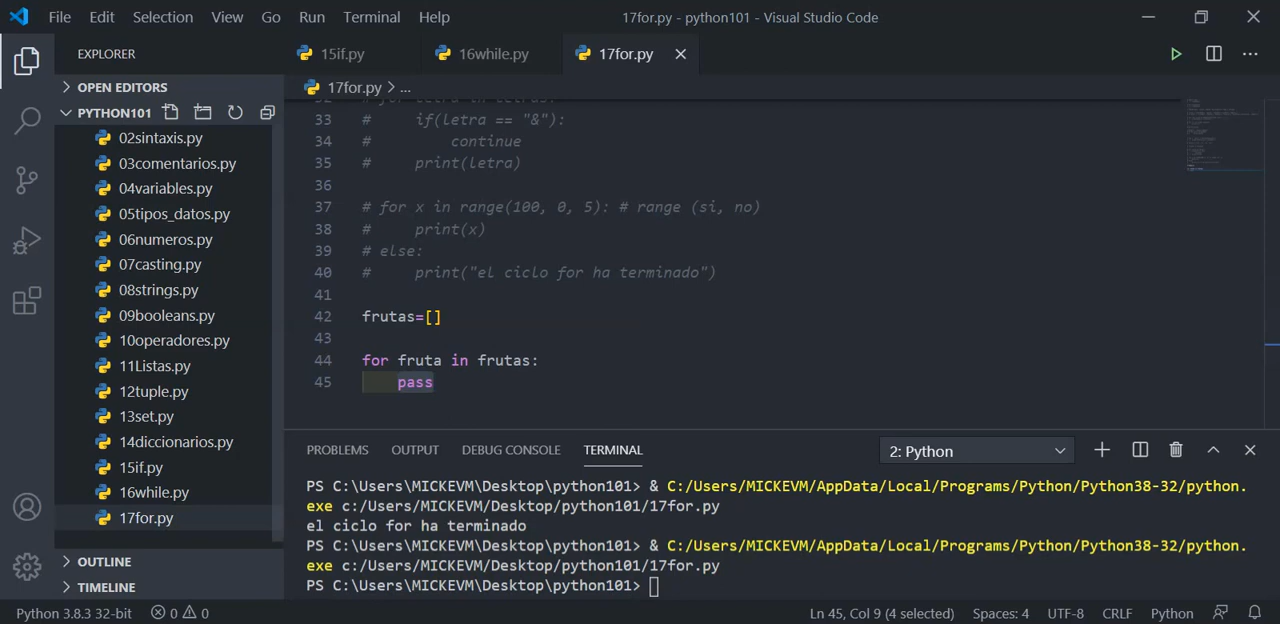 File Edit Selection View Go Run Terminal Help 17for.py - python101 - Visual Studio Code
EXPLORER
OPEN EDITORS
PYTHON101
02sintaxis.py
03comentarios.py
04variables.py
05tipos_datos.py
06numeros.py
07casting.py
08strings.py
09booleans.py
10operadores.py
11Listas.py
12tuple.py
13set.py
14diccionarios.py
15if.py
16while.py
17for.py
OUTLINE
TIMELINE
15if.py 16while.py 17for.py
17for.py > ...
32 # for letra in letras:
33 # if(letra == "&"):
34 # continue
35 # print(letra)
36
37 # for x in range(100, 0, 5): # range (si, no)
38 # print(x)
39 # else:
40 # print("el ciclo for ha terminado")
41
42 frutas=[]
43
44 for fruta in frutas:
45 pass
PROBLEMS OUTPUT DEBUG CONSOLE TERMINAL 2: Python
PS C:\Users\MICKEVM\Desktop\python101> & C:/Users/MICKEVM/AppData/Local/Programs/Python/Python38-32/python.
exe c:/Users/MICKEVM/Desktop/python101/17for.py
el ciclo for ha terminado
PS C:\Users\MICKEVM\Desktop\python101> & C:/Users/MICKEVM/AppData/Local/Programs/Python/Python38-32/python.
exe c:/Users/MICKEVM/Desktop/python101/17for.py
PS C:\Users\MICKEVM\Desktop\python101>
Python 3.8.3 32-bit 0 0 Ln 45, Col 9 (4 selected) Spaces: 4 UTF-8 CRLF Python